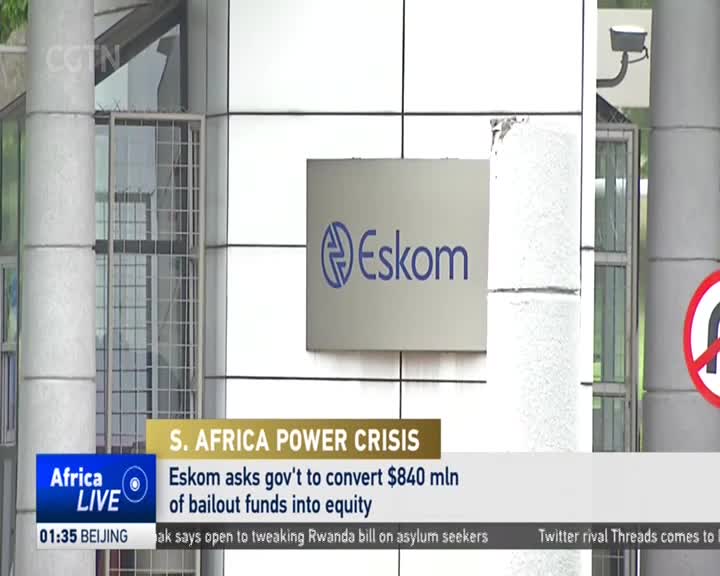 CGTN
Eskom
S. AFRICA POWER CRISIS
Eskom asks gov't to convert $840 mln
of bailout funds into equity
Africa
LIVE
01:35 BEIJING
says open to tweaking Rwanda bill on asylum seekers
Twitter rival Threads comes to